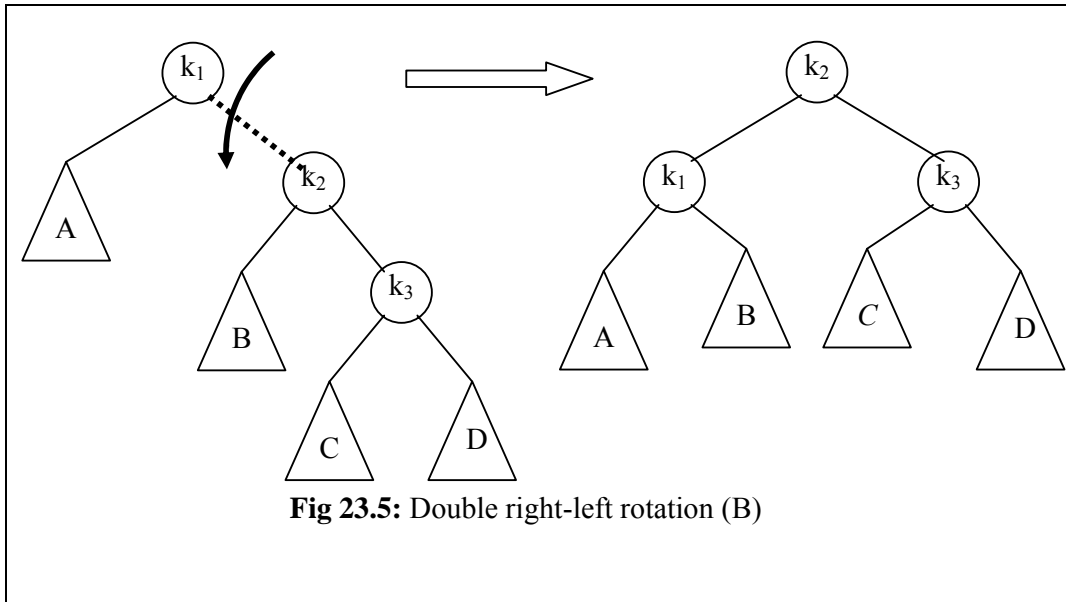 k₁
k₂
k₂
k₁
k₃
A
k₃
B
A
B
C
D
C
D
Fig 23.5: Double right-left rotation (B)